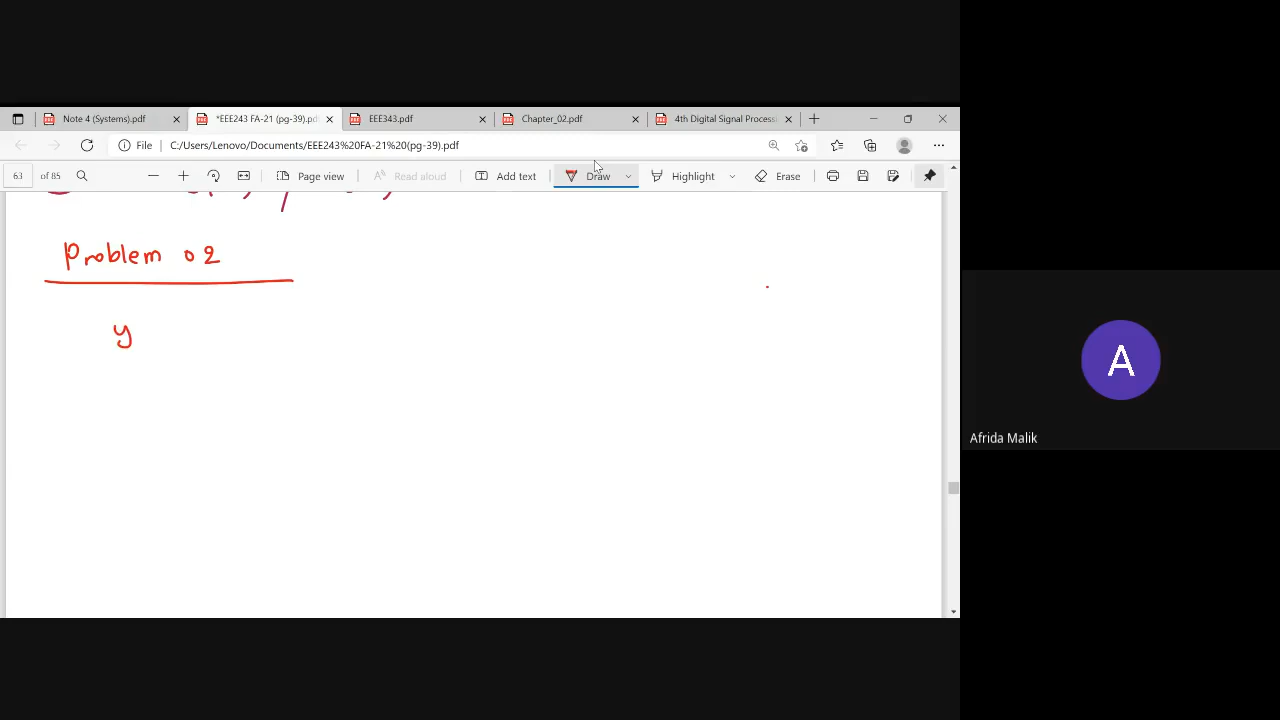 Note 4 (Systems).pdf
*EEE243 FA-21 (pg-39).pd
EEE343.pdf
Chapter_02.pdf
4th Digital Signal Processi
File C:/Users/Lenovo/Documents/EEE243%20FA-21%20(pg-39).pdf
63 of 85 Page view Read aloud Add text Draw Highlight Erase
Problem 02
y
A
Afrida Malik